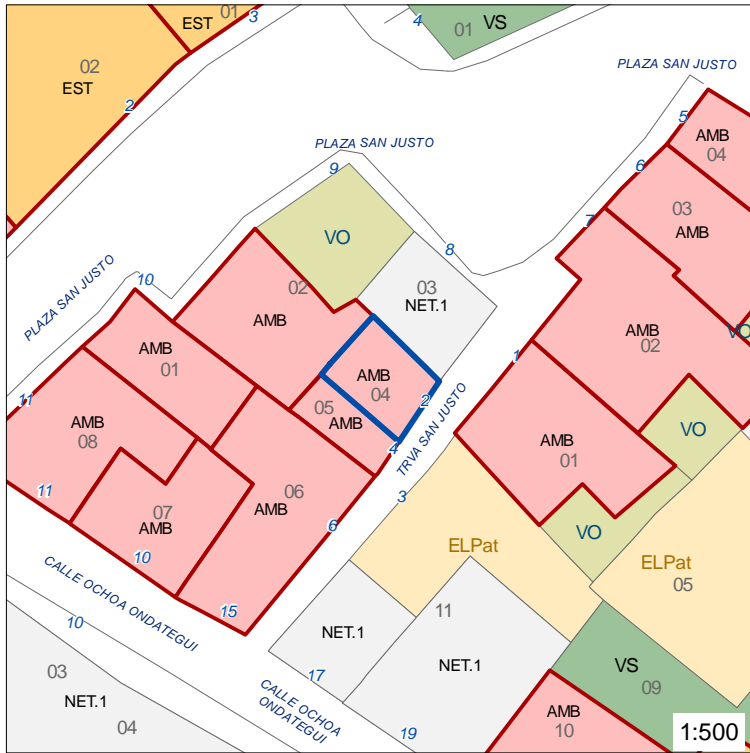 01
EST
3
4
01
VS
02
EST
2
PLAZA SAN JUSTO
5
AMB
04
PLAZA SAN JUSTO
9
6
03
AMB
7
VO
8
PLAZA SAN JUSTO
10
02
AMB
03
NET.1
AMB
02
VO
1
AMB
01
AMB
04
2
05
AMB
4
TRVA SAN JUSTO
11
AMB
08
VO
AMB
01
06
AMB
3
11
07
AMB
6
10
VO
ELPat
ELPat
05
CALLE OCHOA ONDATEGUI
15
11
10
NET.1
NET.1
VS
09
17
03
NET.1
04
CALLE OCHOA
ONDATEGUI
19
AMB
10
1:500